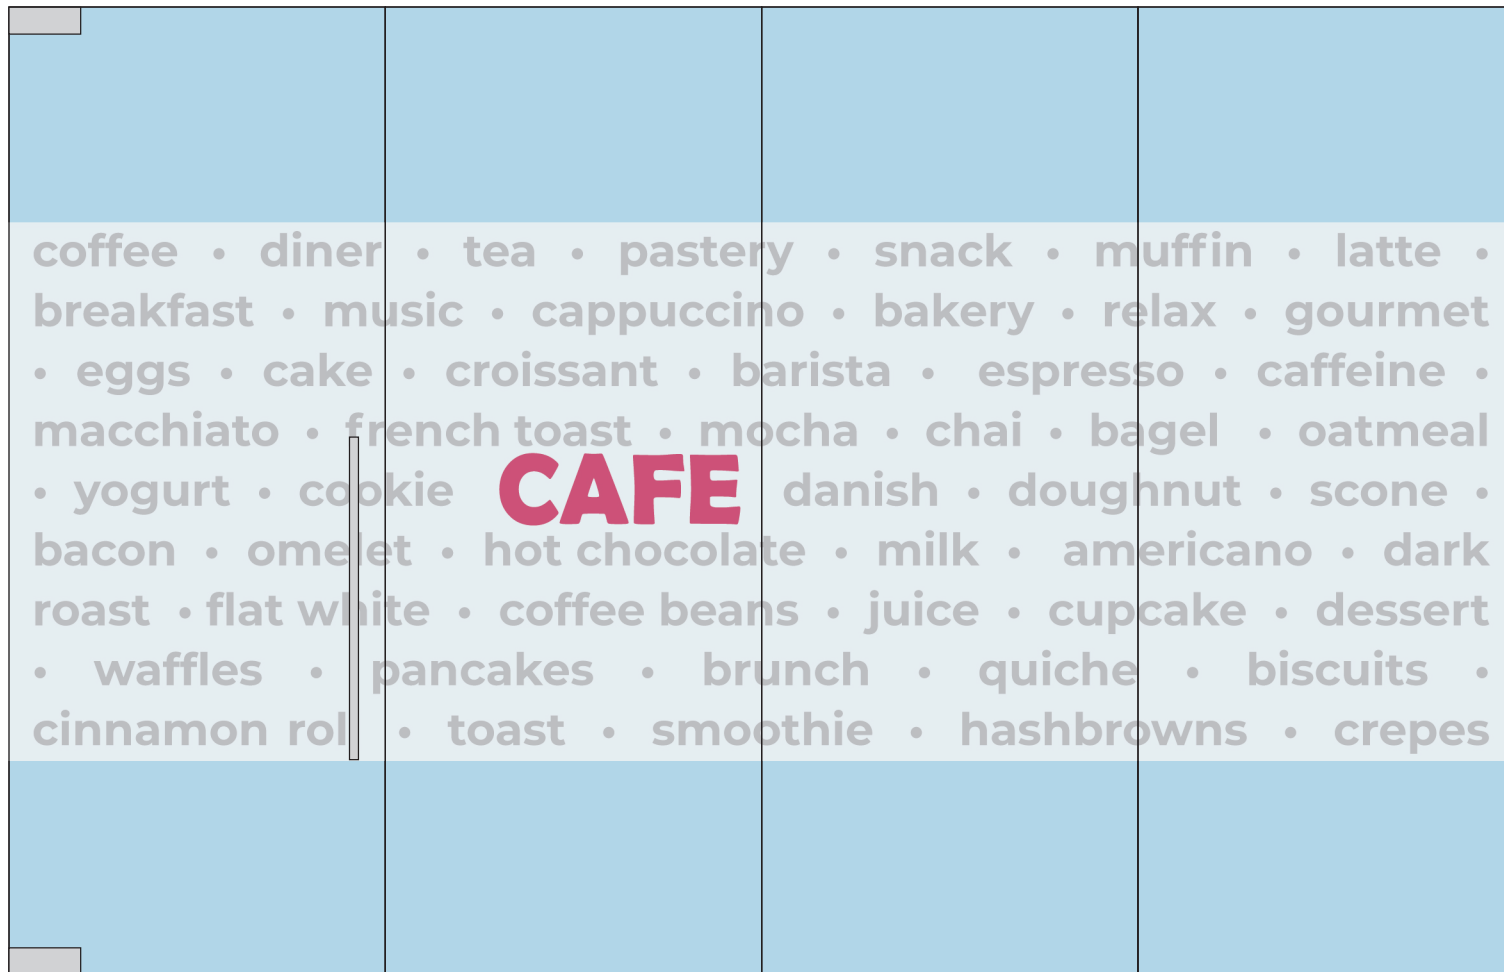 coffee • diner • tea • pastery • snack • muffin • latte •
breakfast • music • cappuccino • bakery • relax • gourmet
• eggs • cake • croissant • barista • espresso • caffeine •
macchiato • french toast • mocha • chai • bagel • oatmeal
• yogurt • cookie CAFE danish • doughnut • scone •
bacon • omelet • hot chocolate • milk • americano • dark
roast • flat white • coffee beans • juice • cupcake • dessert
• waffles • pancakes • brunch • quiche • biscuits •
cinnamon rol • toast • smoothie • hashbrowns • crepes